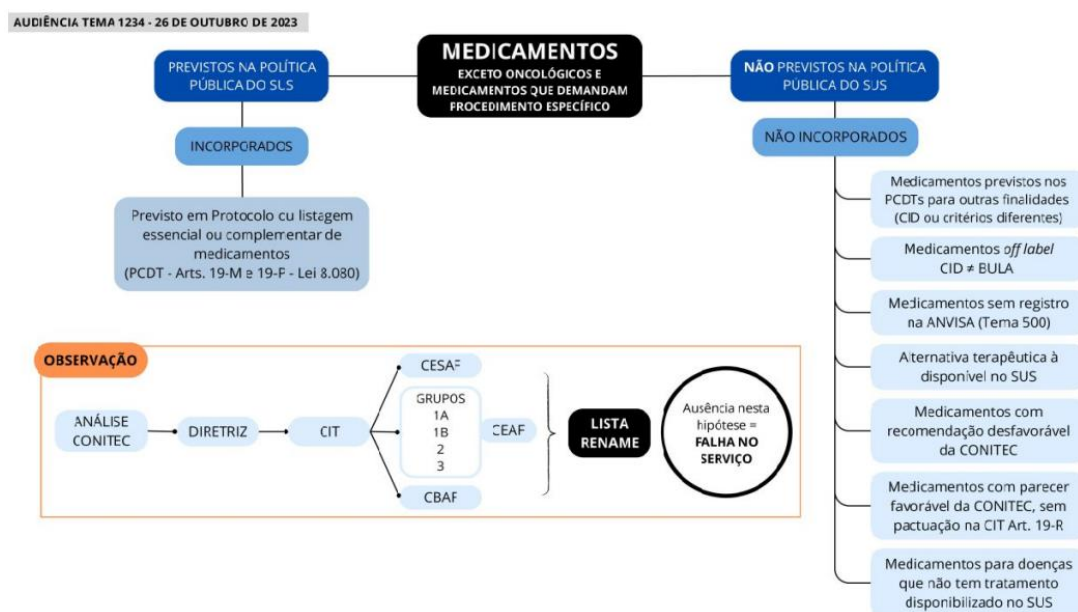 AUDIÊNCIA TEMA 1234 - 26 DE OUTUBRO DE 2023
MEDICAMENTOS
EXCETO ONCOLÓGICOS E
MEDICAMENTOS QUE DEMANDAM
FROCEDIMENTO ESPECÍFICO
PREVISTOS NA POLÍTICA
PÚBLICA DO SUS
INCORPORADOS
Previsto em Protocolo cu listagem
essencial ou complementar de
medicamentos
(PCDT - Arts. 19-M e 19-F - Lei 8.080)
NÃO PREVISTOS NA POLÍTICA
PÚBLICA DO SUS
NÃO INCORPORADOS
Medicamentos previstos nos
PCDTs para outras finalidades
(CID ou critérios diferentes)
Medicamentos off label
CID ≠ BULA
Medicamentos sem registro
na ANVISA (Tema 500)
Alternativa terapêutica à
disponível no SUS
Medicamentos com
recomendação desfavorável
da CONITEC
Medicamentos com parecer
favorável da CONITEC, sem
pactuação na CIT Art. 19-R
Medicamentos para doenças
que não tem tratamento
disponibilizado no SUS
OBSERVAÇÃO
ANÁLISE
CONITEC
DIRETRIZ
CIT
CESAF
GRUPOS
1A
1B
2
3
CEAF
CBAF
LISTA
RENAME
Ausência nesta
hipótese =
FALHA NO
SERVIÇO